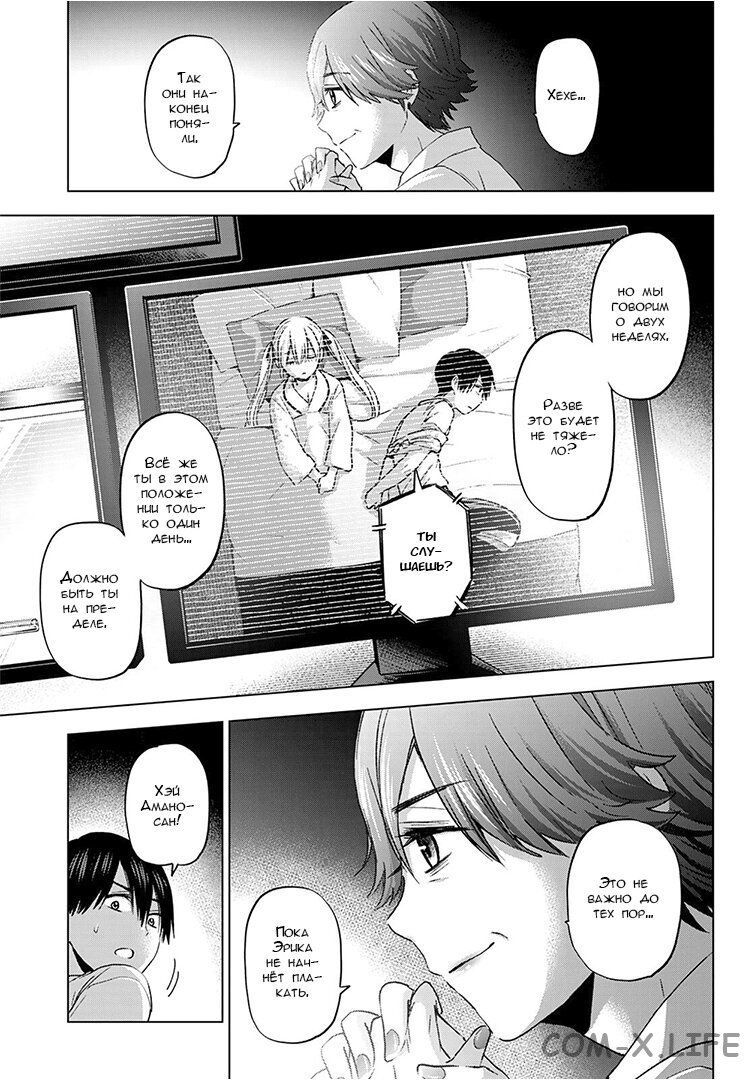 Хехе...
Так
они на-
конец
поня-
ли.
но мы
говорим
о двух
неделях.
Разве
это будет
не тяже-
ло?
Ты
слу-
шаешь?
Всё же
ты в этом
положе-
нии толь-
ко один
день...
Должно
быть ты
на пре-
деле.
Это не
важно до
тех пор...
Пока
Эрика
не нач-
нёт пла-
кать.
Хэй
Амано-
сан!
COM-X.LIFE